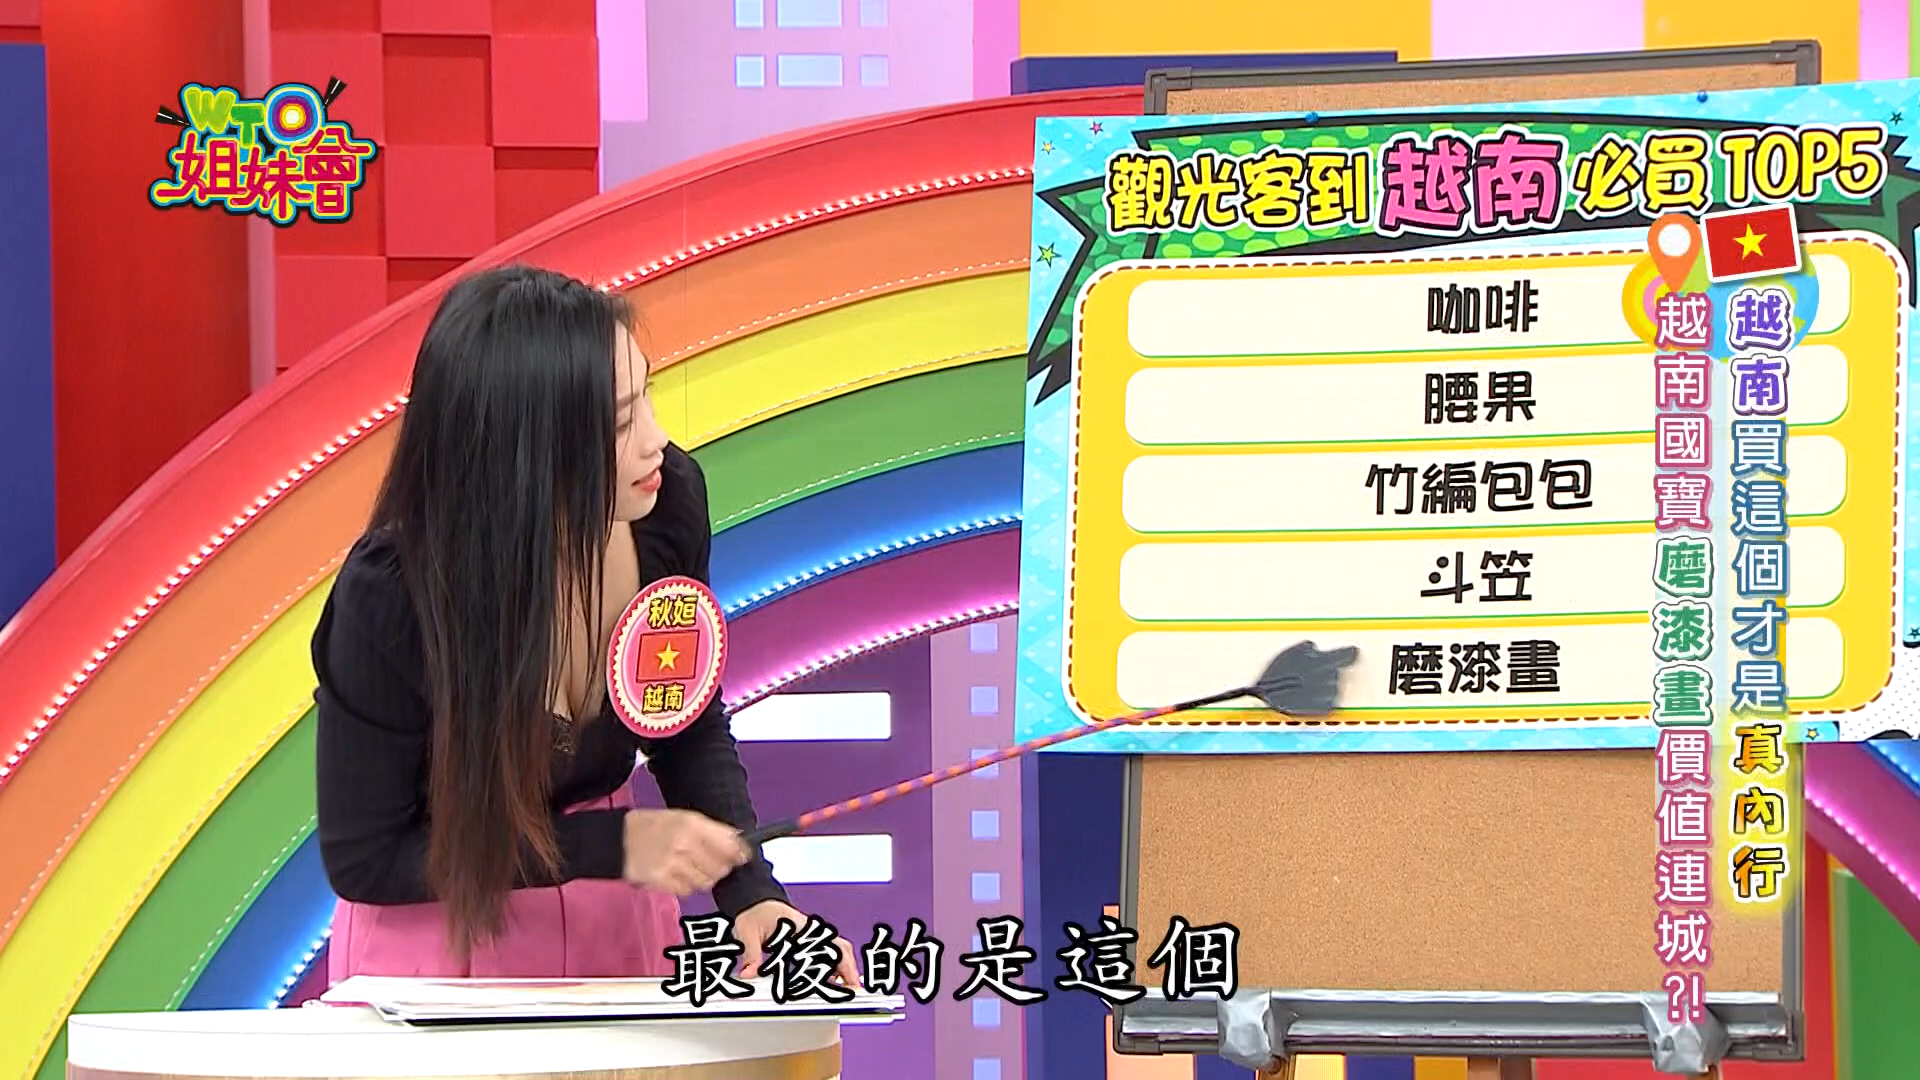 WTO
姐妹會
觀光客到越南必買TOP5
咖啡
腰果
竹編包包
斗笠
磨漆畫
越南買這個才是真內行
越南國寶磨漆畫價值連城?!
秋姮
越南
最後的是這個